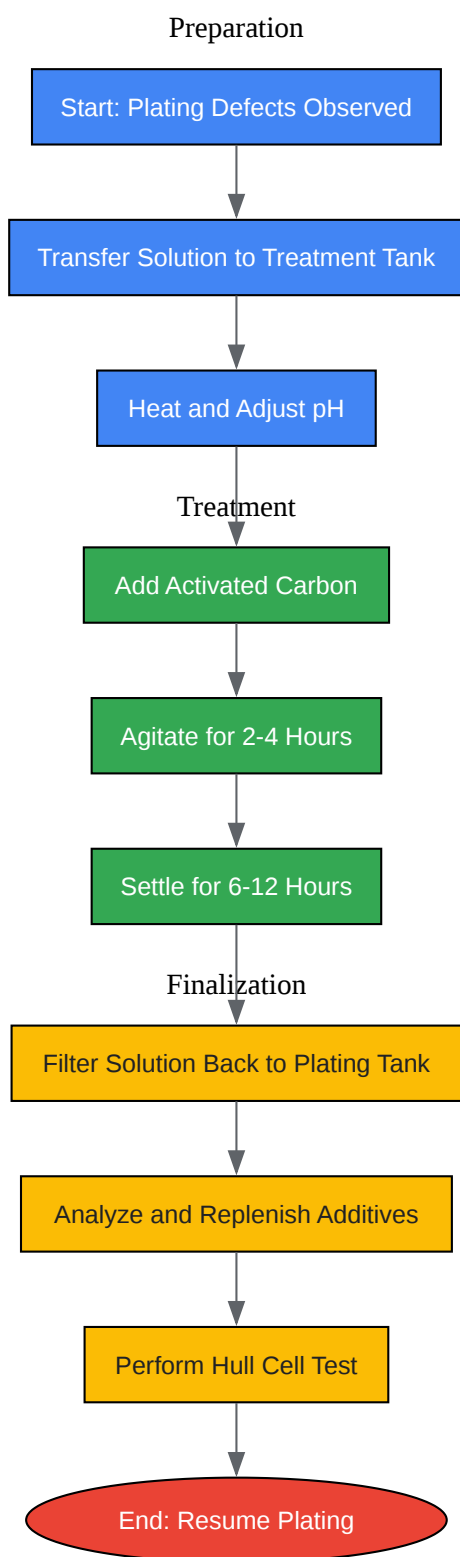 Preparation
Start: Plating Defects Observed
Transfer Solution to Treatment Tank
Heat and Adjust pH
Treatment
Add Activated Carbon
Agitate for 2-4 Hours
Settle for 6-12 Hours
Finalization
Filter Solution Back to Plating Tank
Analyze and Replenish Additives
Perform Hull Cell Test
End: Resume Plating